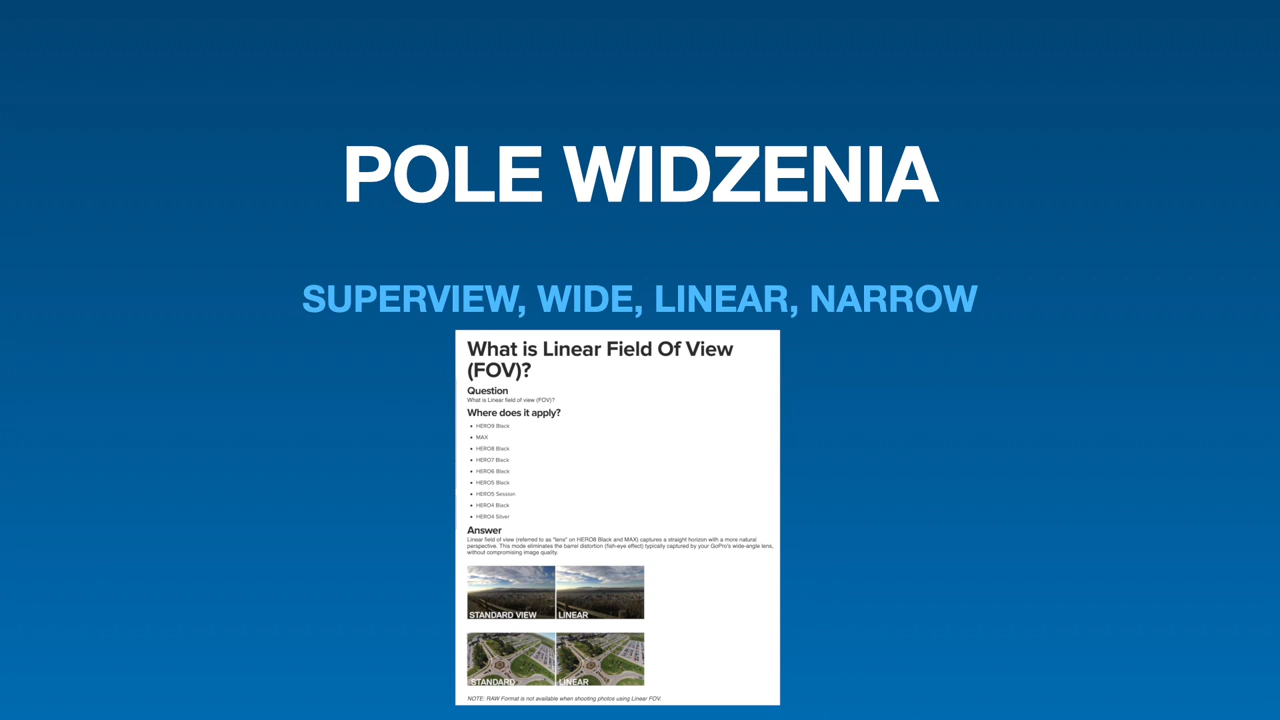 POLE WIDZENIA
SUPERVIEW, WIDE, LINEAR, NARROW
What is Linear Field Of View
(FOV)?
Question
What is Linear field of view (FOV)?
Where does it apply?
• HERO9 Black
• MAX
• HERO8 Black
• HERO7 Black
• HERO6 Black
• HERO5 Black
• HERO5 Session
• HERO4 Black
• HERO4 Silver
Answer
Linear field of view (referred to as "lens" on HERO8 Black and MAX) captures a straight horizon with a more natural
perspective. This mode eliminates the barrel distortion (fish-eye effect) typically captured by your GoPro's wide-angle lens,
without compromising image quality.
STANDARD VIEW LINEAR
STANDARD LINEAR
NOTE: RAW Format is not available when shooting photos using Linear FOV.